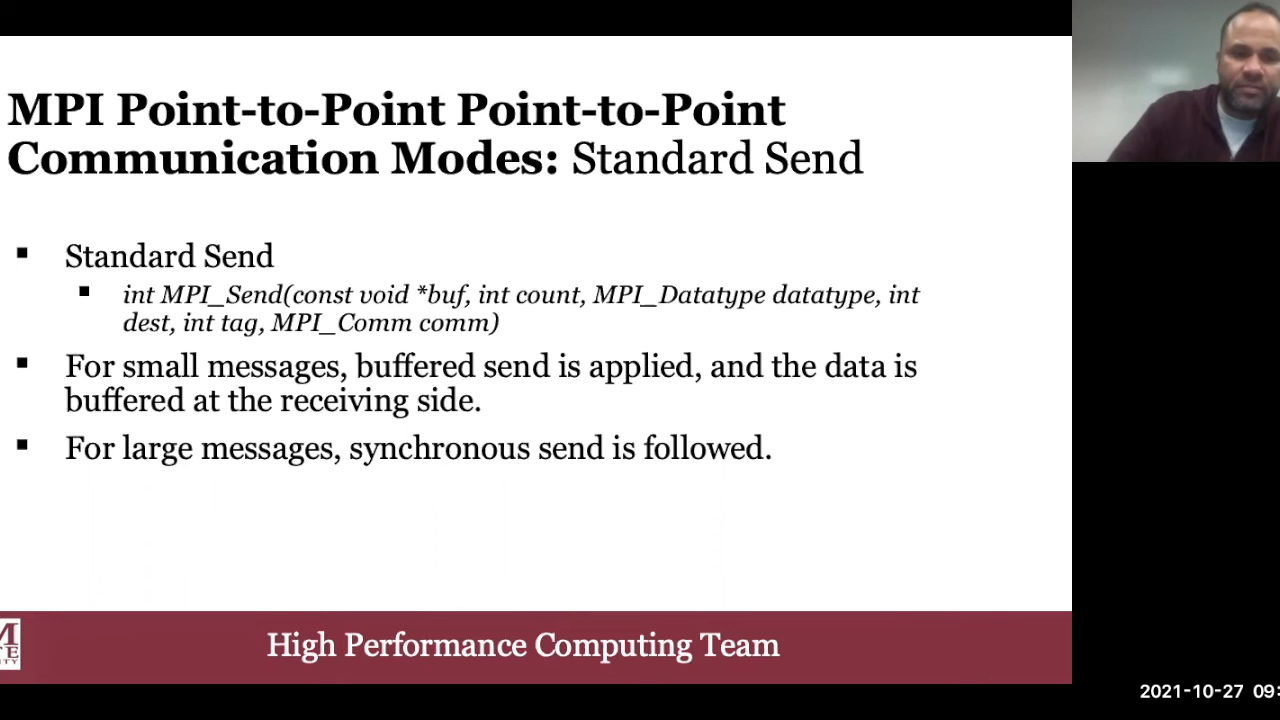 MPI Point-to-Point Point-to-Point
Communication Modes: Standard Send
▪ Standard Send
▪ int MPI_Send(const void *buf, int count, MPI_Datatype datatype, int
dest, int tag, MPI_Comm comm)
▪ For small messages, buffered send is applied, and the data is
buffered at the receiving side.
▪ For large messages, synchronous send is followed.
High Performance Computing Team
2021-10-27 09: